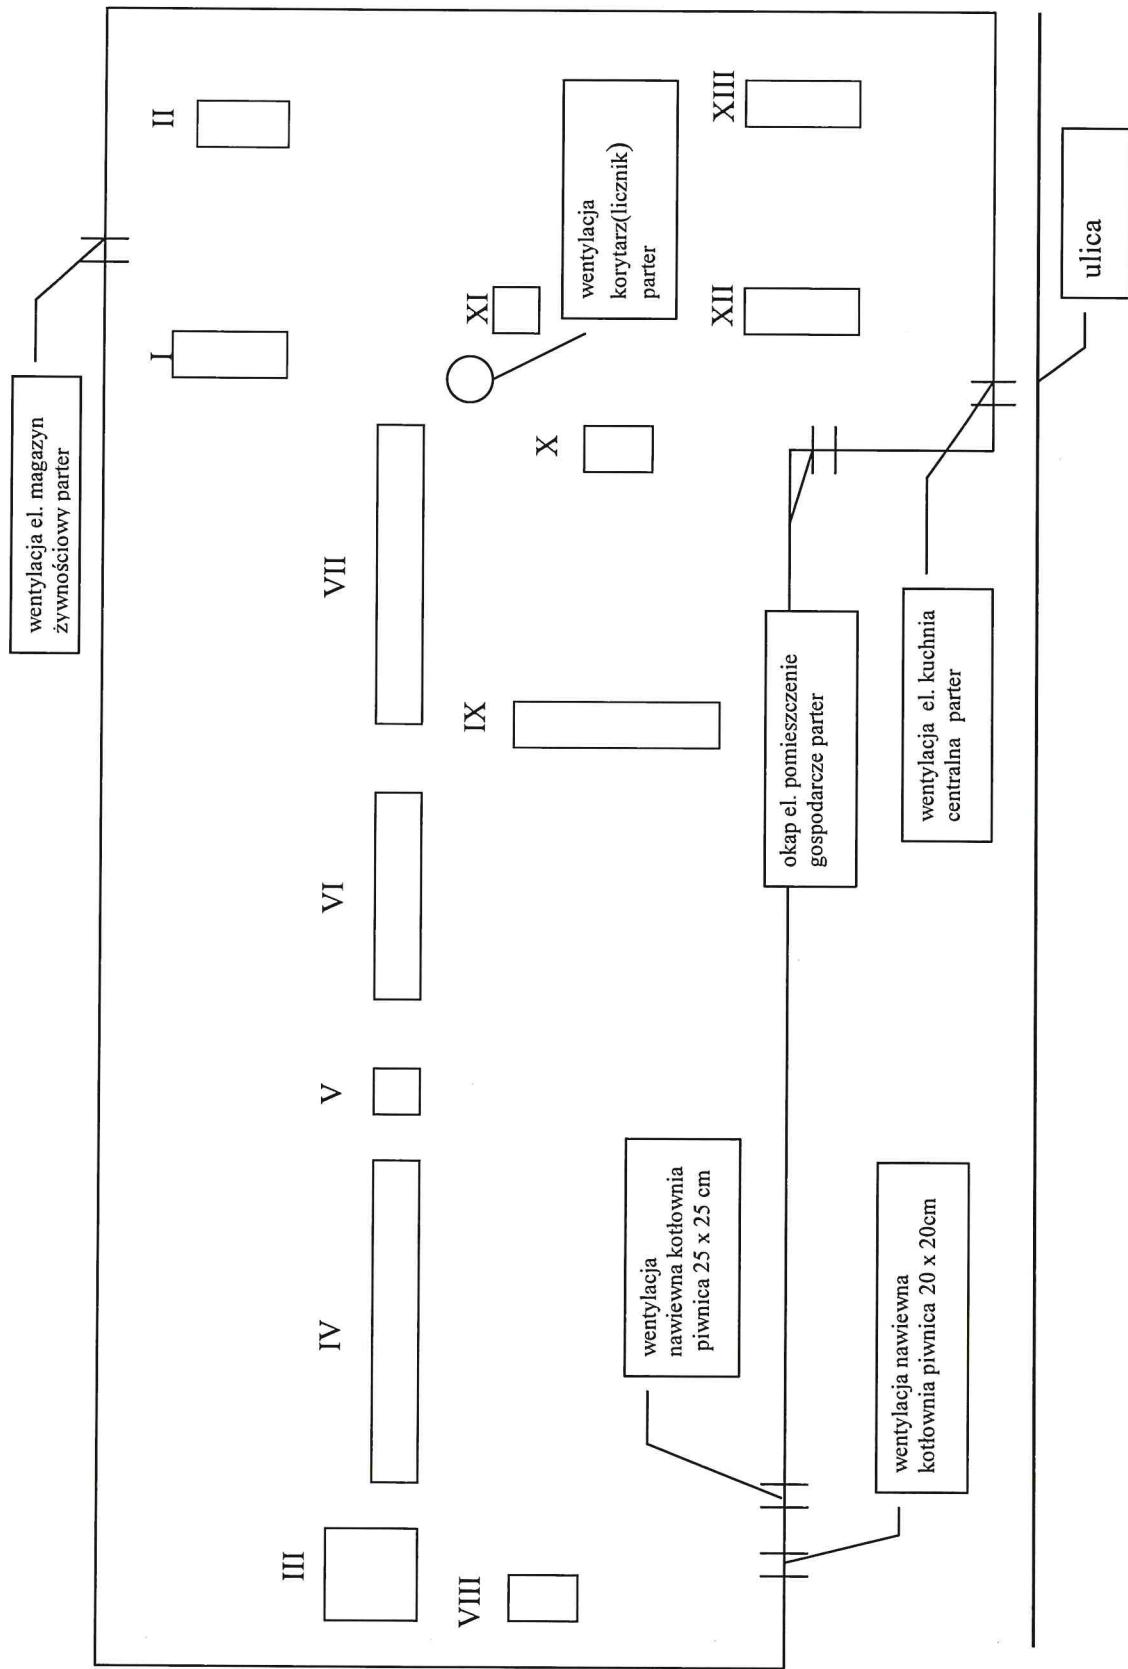 wentylacja el. magazyn
żywnościowy parter
I
II
III
IV
V
VI
VII
VIII
IX
X
XI
wentylacja
korytarz(licznik)
parter
XII
XIII
wentylacja
nawiewna kotłownia
piwnica 25 x 25 cm
okap el. pomieszczenie
gospodarcze parter
wentylacja nawiewna
kotłownia piwnica 20 x 20cm
wentylacja el. kuchnia
centralna parter
ulica